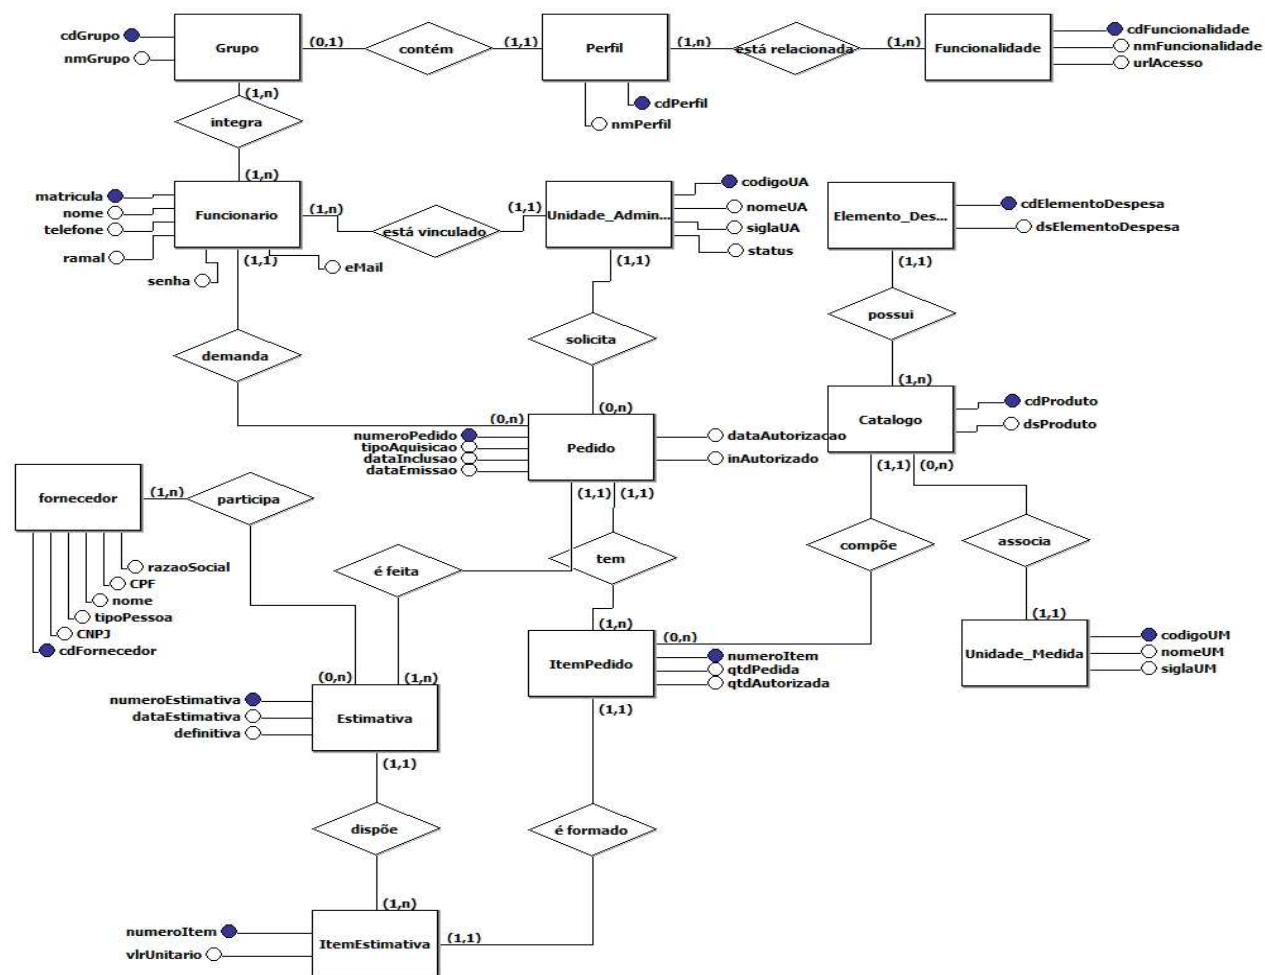 cdGrupo
nmGrupo
Grupo
(0,1)
contém
(1,1)
Perfil
(1,n)
está relacionada
(1,n)
Funcionalidade
cdFuncionalidade
nmFuncionalidade
urlAcesso
cdPerfil
nmPerfil
(1,n)
integra
(1,n)
matricula
nome
telefone
ramal
Funcionario
senha
(1,1)
eMail
(1,n)
está vinculado
(1,1)
Unidade_Admin...
codigoUA
nomeUA
siglaUA
status
(1,1)
Elemento_Des...
cdElementoDespesa
dsElementoDespesa
(1,1)
possui
(1,n)
solicita
(0,n)
demanda
(0,n)
Catalogo
cdProduto
dsProduto
(1,1)
(0,n)
numeroPedido
tipoAquisicao
dataInclusao
dataEmissao
Pedido
dataAutorizacao
inAutorizado
(1,1)
(1,1)
fornecedor
(1,n)
participa
razaoSocial
CPF
nome
tipoPessoa
CNPJ
cdFornecedor
é feita
tem
compõe
associa
(1,1)
(1,n)
(0,n)
ItemPedido
numeroItem
qtdPedida
qtdAutorizada
(1,1)
Unidade_Medida
codigoUM
nomeUM
siglaUM
(0,n)
(1,n)
numeroEstimativa
dataEstimativa
definitiva
Estimativa
(1,1)
dispõe
é formado
(1,n)
numeroItem
vlrUnitario
ItemEstimativa
(1,1)